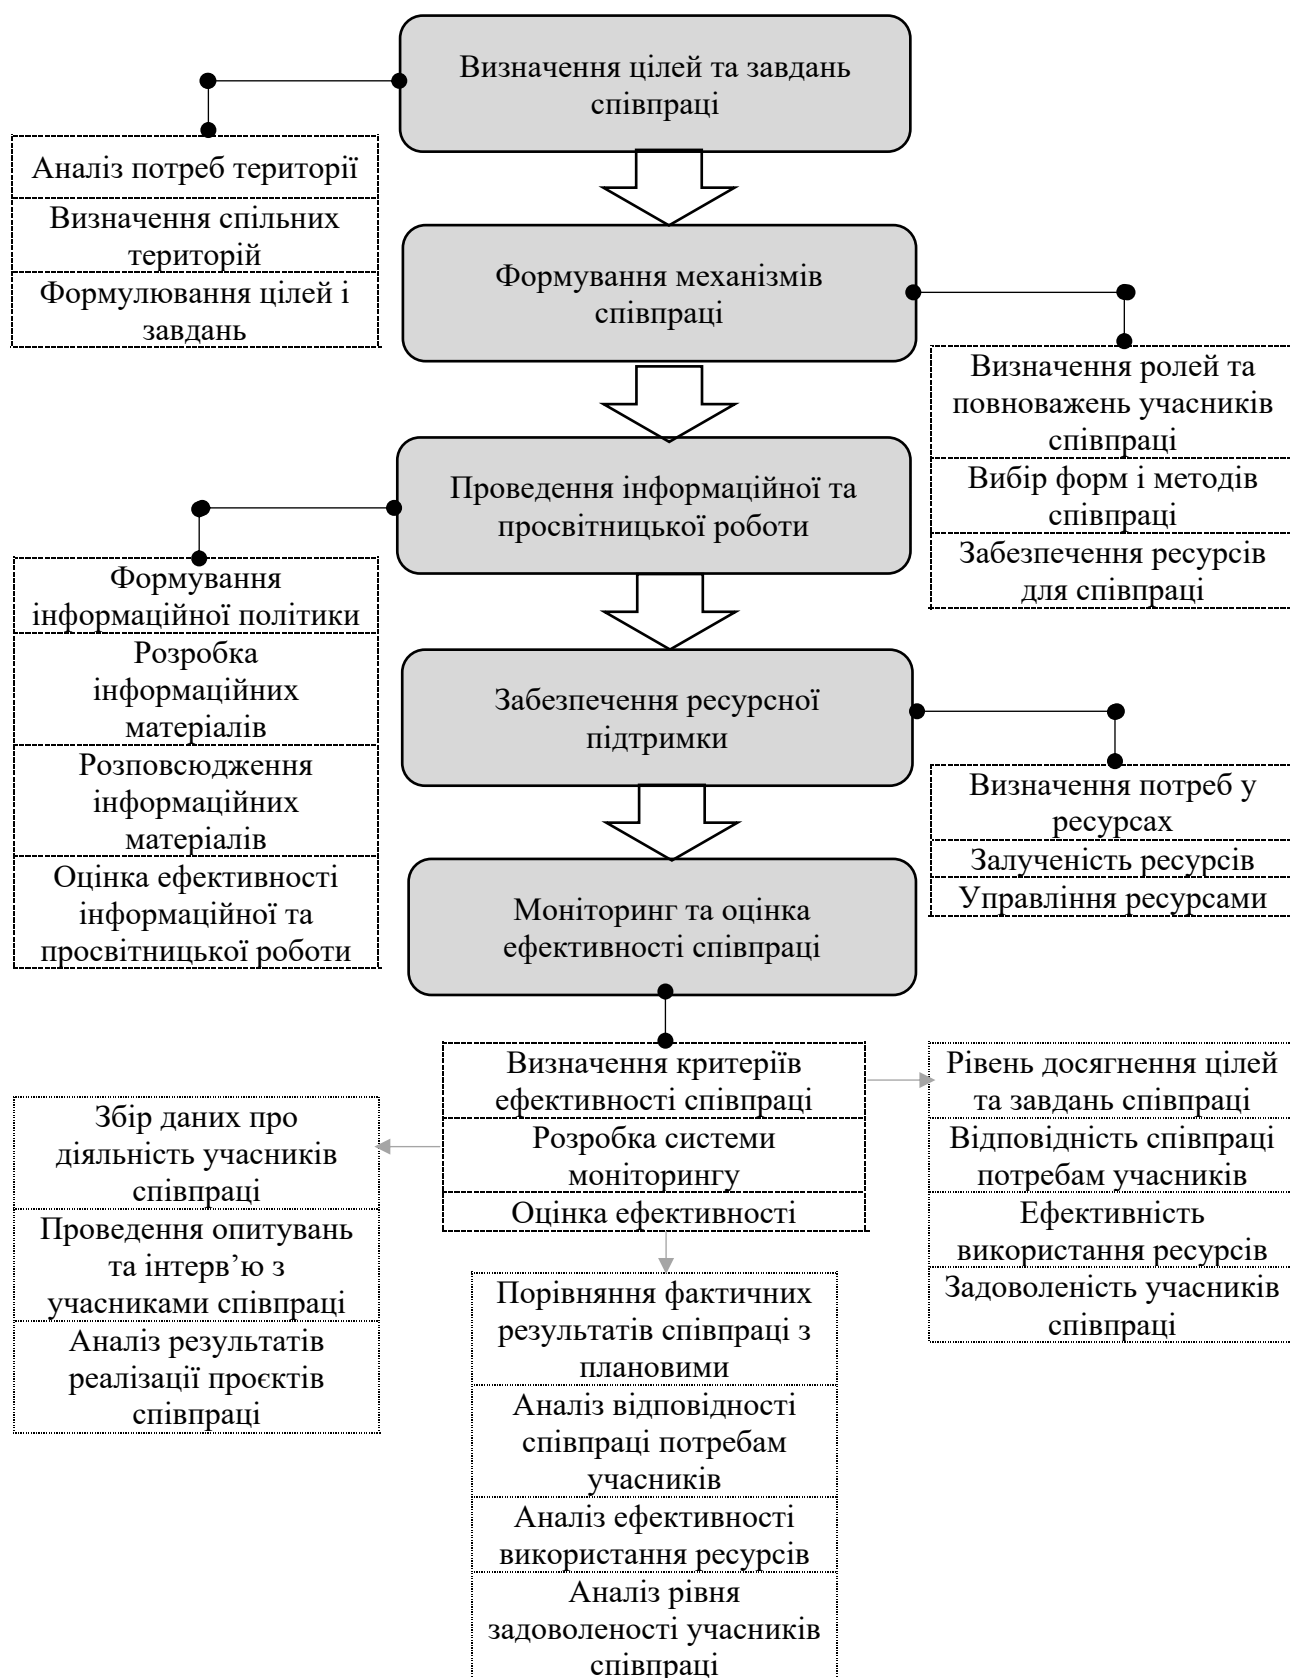 Визначення цілей та завдань
співпраці
Аналіз потреб території
Визначення спільних
територій
Формулювання цілей і
завдань
Формування механізмів
співпраці
Визначення ролей та
повноважень учасників
співпраці
Вибір форм і методів
співпраці
Забезпечення ресурсів
для співпраці
Проведення інформаційної та
просвітницької роботи
Формування
інформаційної політики
Розробка
інформаційних
матеріалів
Розповсюдження
інформаційних
матеріалів
Оцінка ефективності
інформаційної та
просвітницької роботи
Забезпечення ресурсної
підтримки
Визначення потреб у
ресурсах
Залученість ресурсів
Управління ресурсами
Моніторинг та оцінка
ефективності співпраці
Визначення критеріїв
ефективності співпраці
Розробка системи
моніторингу
Оцінка ефективності
Рівень досягнення цілей
та завдань співпраці
Відповідність співпраці
потребам учасників
Ефективність
використання ресурсів
Задоволеність учасників
співпраці
Збір даних про
діяльність учасників
співпраці
Проведення опитувань
та інтерв’ю з
учасниками співпраці
Аналіз результатів
реалізації проєктів
співпраці
Порівняння фактичних
результатів співпраці з
плановими
Аналіз відповідності
співпраці потребам
учасників
Аналіз ефективності
використання ресурсів
Аналіз рівня
задоволеності учасників
співпраці